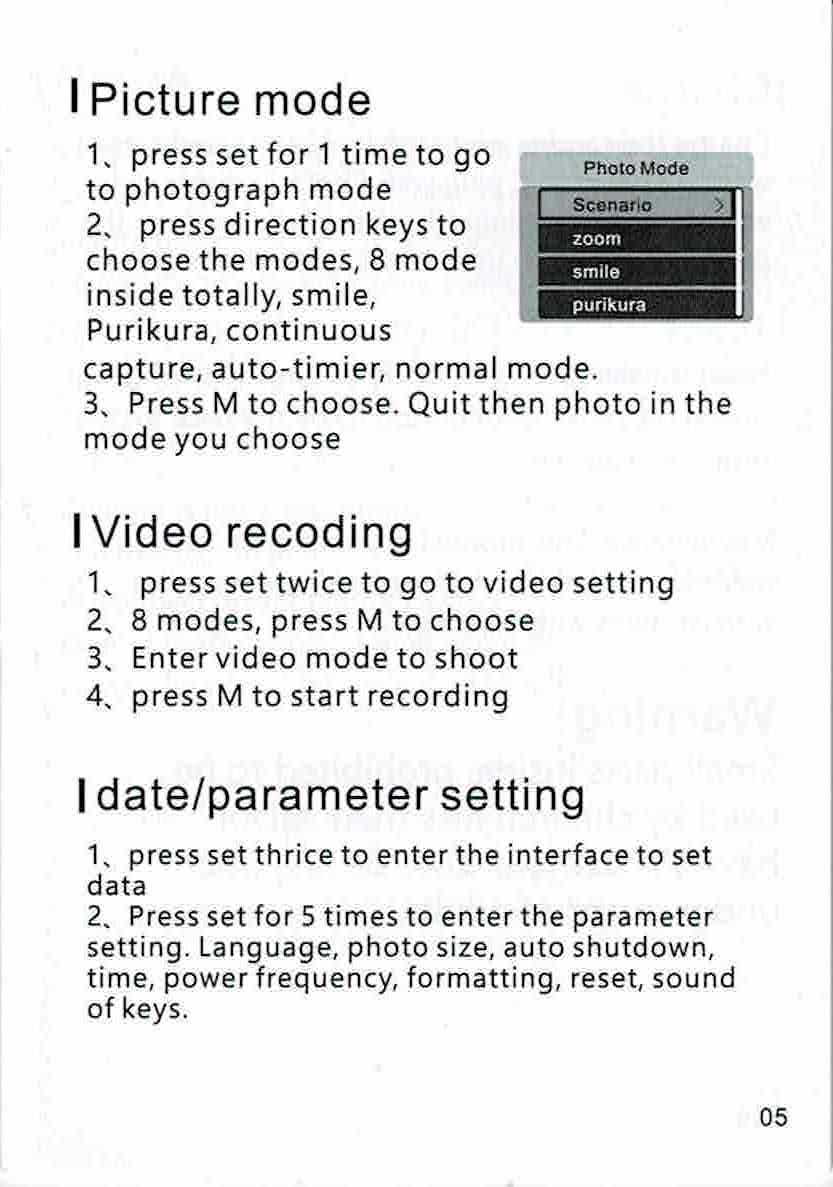 Picture mode
1、press set for 1 time to go
to photograph mode
2、 press direction keys to
choose the modes, 8 mode
inside totally, smile,
Purikura, continuous
capture, auto-timier, normal mode.
3、Press M to choose. Quit then photo in the
mode you choose
Photo Mode
Scenario >
zoom
smile
purikura
Video recoding
1、 press set twice to go to video setting
2、8 modes, press M to choose
3、Enter video mode to shoot
4、press M to start recording
date/parameter setting
1、press set thrice to enter the interface to set
data
2、Press set for 5 times to enter the parameter
setting. Language, photo size, auto shutdown,
time, power frequency, formatting, reset, sound
of keys.
05